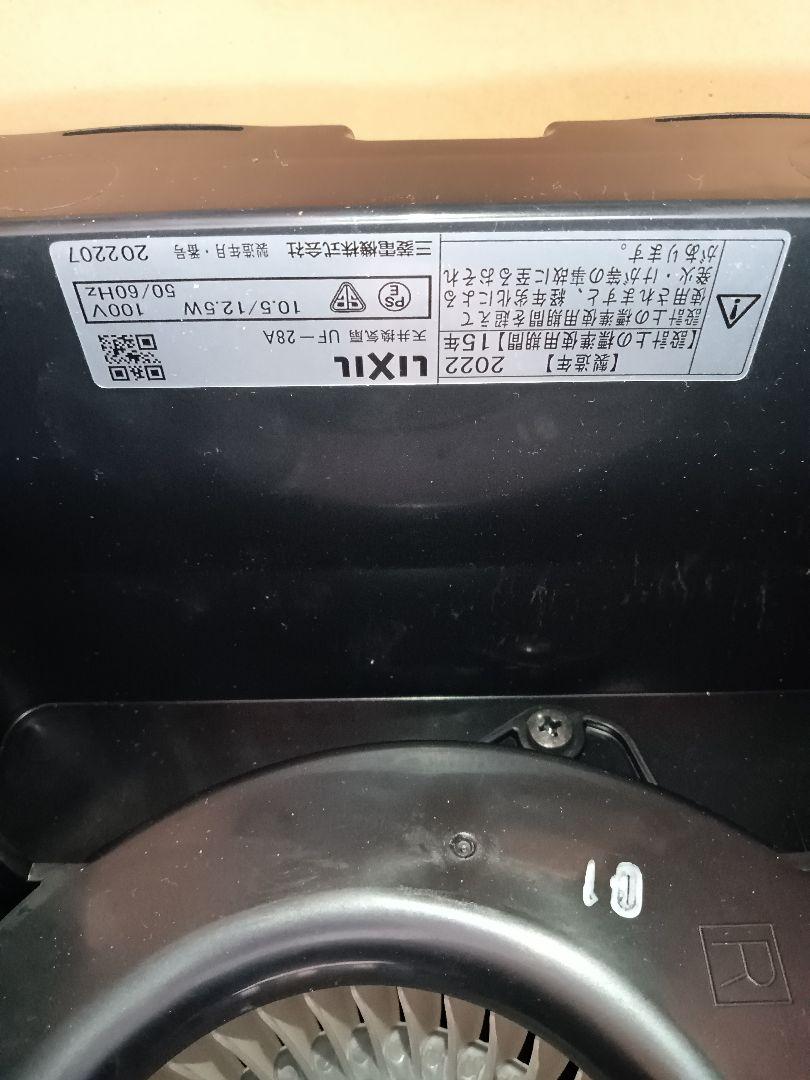 LIXIL
天井換気扇 UF－28A
PS
E
10.5/12.5W
100V
50/60Hz
三菱電機株式会社 製造年月・番号 202207
【製造年】 2022
【設計上の標準使用期間】15年
設計上の標準使用期間を超えて
使用されますと、経年劣化による
発火・けが等の事故に至るおそれ
があります。
10
R